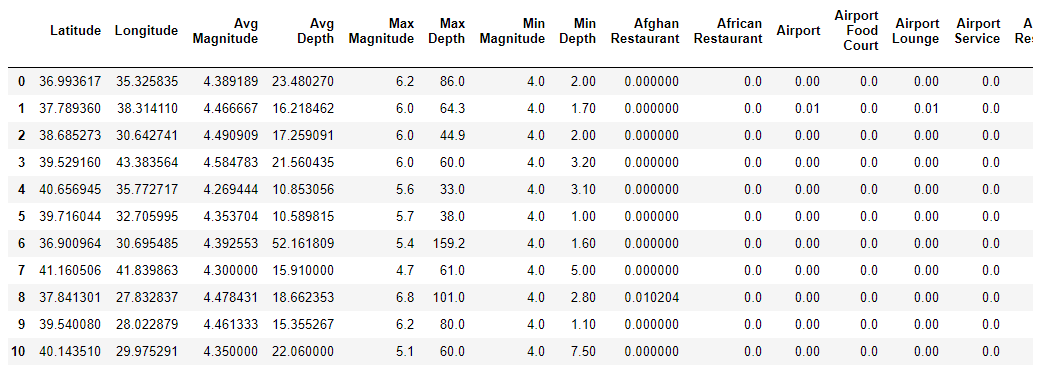 Latitude Longitude Avg Magnitude Avg Depth Max Magnitude Max Depth Min Magnitude Min Depth Afghan Restaurant African Restaurant Airport Airport Food Court Airport Lounge Airport Service
0 36.993617 35.325835 4.389189 23.480270 6.2 86.0 4.0 2.00 0.000000 0.0 0.00 0.0 0.00 0.0
1 37.789360 38.314110 4.466667 16.218462 6.0 64.3 4.0 1.70 0.000000 0.0 0.01 0.0 0.01 0.0
2 38.685273 30.642741 4.490909 17.259091 6.0 44.9 4.0 2.00 0.000000 0.0 0.00 0.0 0.00 0.0
3 39.529160 43.383564 4.584783 21.560435 6.0 60.0 4.0 3.20 0.000000 0.0 0.00 0.0 0.00 0.0
4 40.656945 35.772717 4.269444 10.853056 5.6 33.0 4.0 3.10 0.000000 0.0 0.00 0.0 0.00 0.0
5 39.716044 32.705995 4.353704 10.589815 5.7 38.0 4.0 1.00 0.000000 0.0 0.00 0.0 0.00 0.0
6 36.900964 30.695485 4.392553 52.161809 5.4 159.2 4.0 1.60 0.000000 0.0 0.00 0.0 0.00 0.0
7 41.160506 41.839863 4.300000 15.910000 4.7 61.0 4.0 5.00 0.000000 0.0 0.00 0.0 0.00 0.0
8 37.841301 27.832837 4.478431 18.662353 6.8 101.0 4.0 2.80 0.010204 0.0 0.00 0.0 0.00 0.0
9 39.540080 28.022879 4.461333 15.355267 6.2 80.0 4.0 1.10 0.000000 0.0 0.00 0.0 0.00 0.0
10 40.143510 29.975291 4.350000 22.060000 5.1 60.0 4.0 7.50 0.000000 0.0 0.00 0.0 0.00 0.0